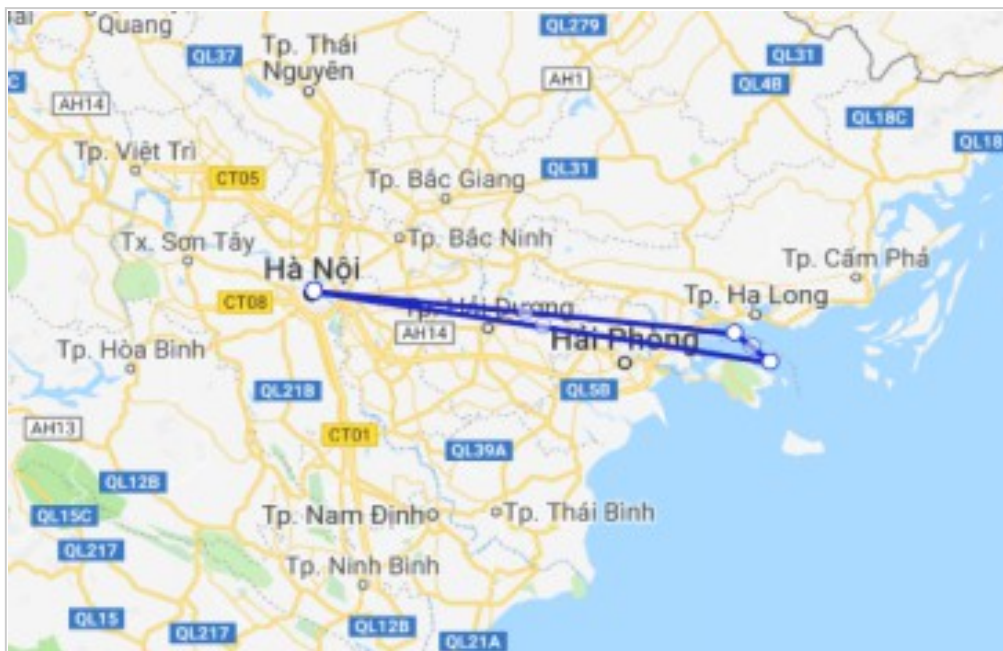 Quang
QL279
QL31
QL37
Tp. Thái
Nguyên
AH1
QL4B
AH14
QL18C
QL18
Tp. Việt Trì
CT05
QL31
Tp. Bắc Giang
Tx. Sơn Tây
Tp. Bắc Ninh
Hà Nội
Tp. Cẩm Phả
CT08
Tp. Hạ Long
Tp. Hải Dương
AH14
Hải Phòng
Tp. Hòa Bình
QL21B
QL5B
AH13
CT01
QL39A
QL12B
QL15C
Tp. Nam Định
Tp. Thái Bình
QL217
Tp. Ninh Bình
QL15
QL217
QL12B
QL21A